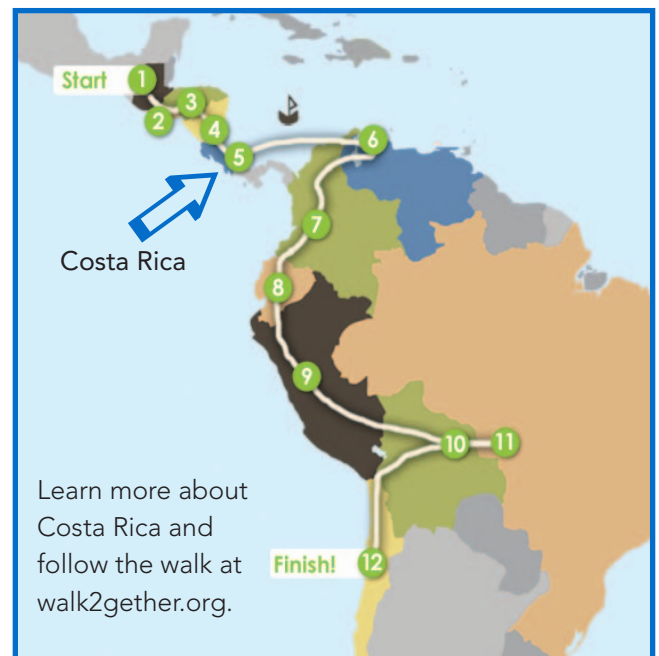 Start
1
2
3
4
5
6
Costa Rica
7
8
9
10
11
Learn more about
Costa Rica and
follow the walk at
walk2gether.org.
Finish!
12